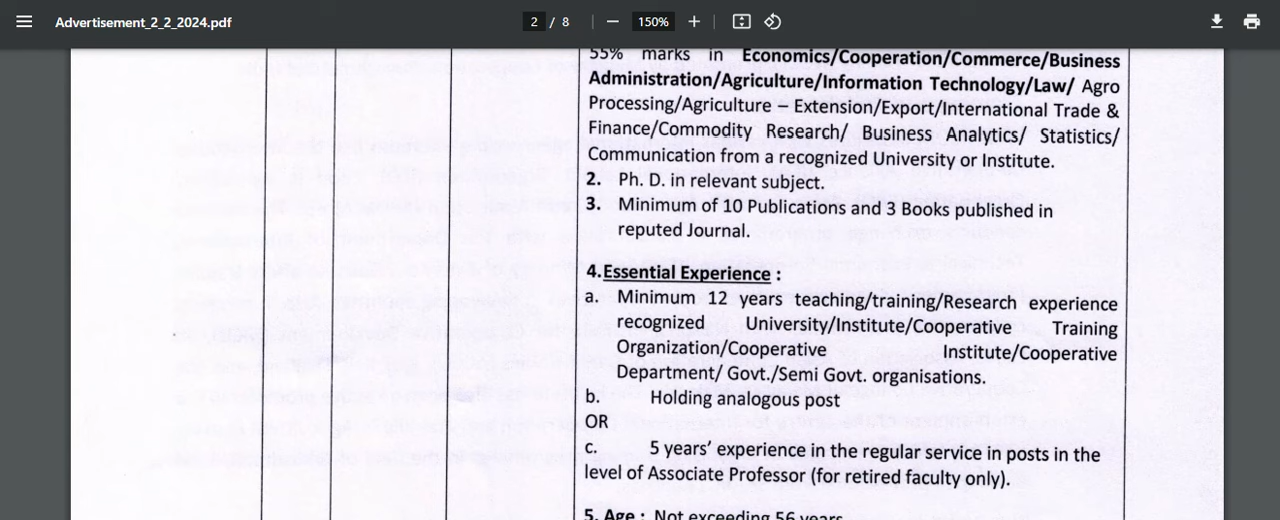 Advertisement_2_2_2024.pdf
2 / 8
150%
55% marks in Economics/Cooperation/Commerce/Business
Administration/Agriculture/Information Technology/Law/ Agro
Processing/Agriculture – Extension/Export/International Trade &
Finance/Commodity Research/ Business Analytics/ Statistics/
Communication from a recognized University or Institute.
2. Ph. D. in relevant subject.
3. Minimum of 10 Publications and 3 Books published in
reputed Journal.
4. Essential Experience :
a. Minimum 12 years teaching/training/Research experience
recognized University/Institute/Cooperative Training
Organization/Cooperative Institute/Cooperative
Department/ Govt./Semi Govt. organisations.
b. Holding analogous post
OR
c. 5 years’ experience in the regular service in posts in the
level of Associate Professor (for retired faculty only).
5. Age : Not exceeding 56 years